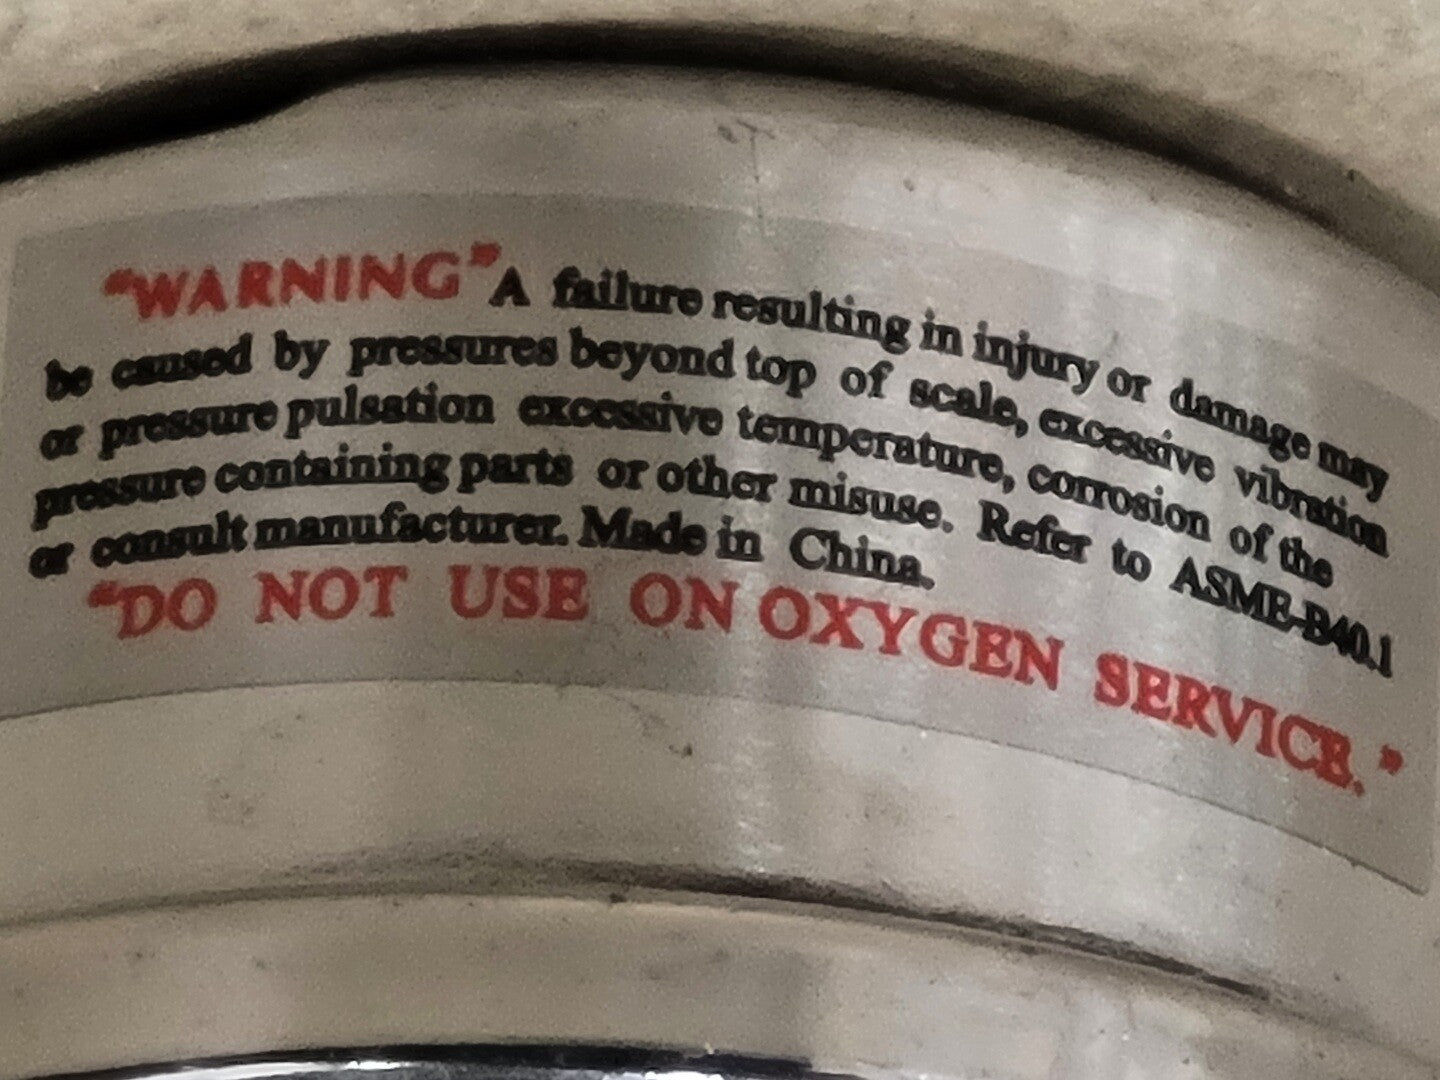 “WARNING” A failure resulting in injury or damage may
be caused by pressures beyond top of scale, excessive vibration
or pressure pulsation excessive temperature, corrosion of the
pressure containing parts or other misuse. Refer to ASME-B40.1
or consult manufacturer. Made in China.
“DO NOT USE ON OXYGEN SERVICE.”